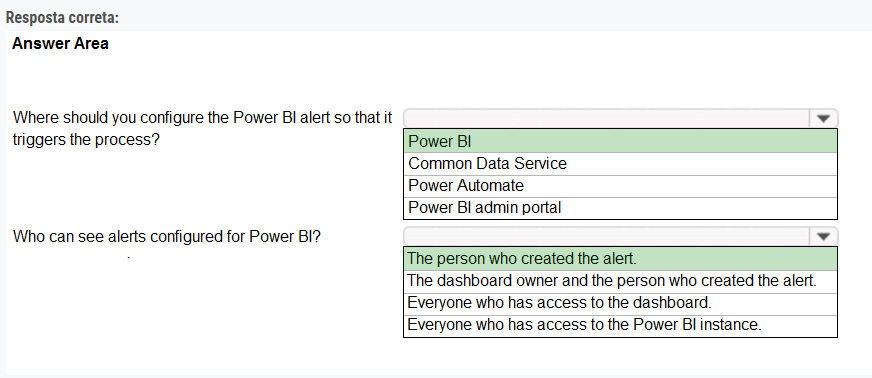 Resposta correta:
Answer Area
Where should you configure the Power BI alert so that it
triggers the process?
Power BI
Common Data Service
Power Automate
Power BI admin portal
Who can see alerts configured for Power BI?
The person who created the alert.
The dashboard owner and the person who created the alert.
Everyone who has access to the dashboard.
Everyone who has access to the Power BI instance.